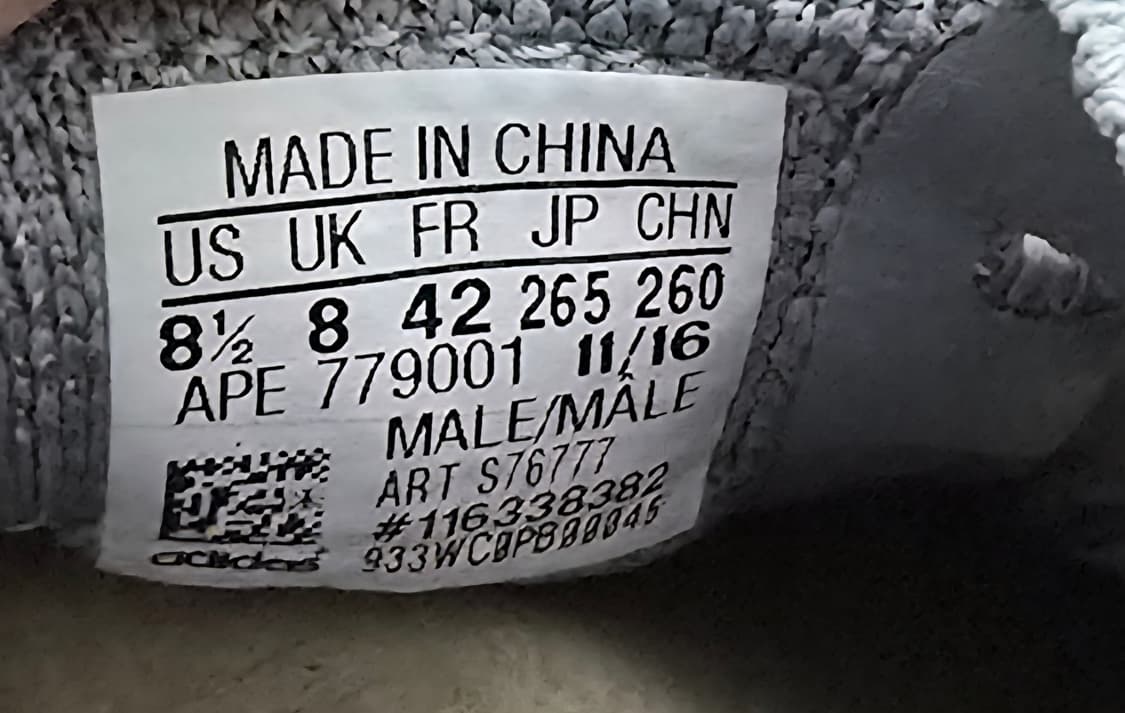 MADE IN CHINA
US UK FR JP CHN
8½ 8 42 265 260
APE 779001 11/16
MALE/MÂLE
ART S76777
#116338382
933WC0PB00045
adidas